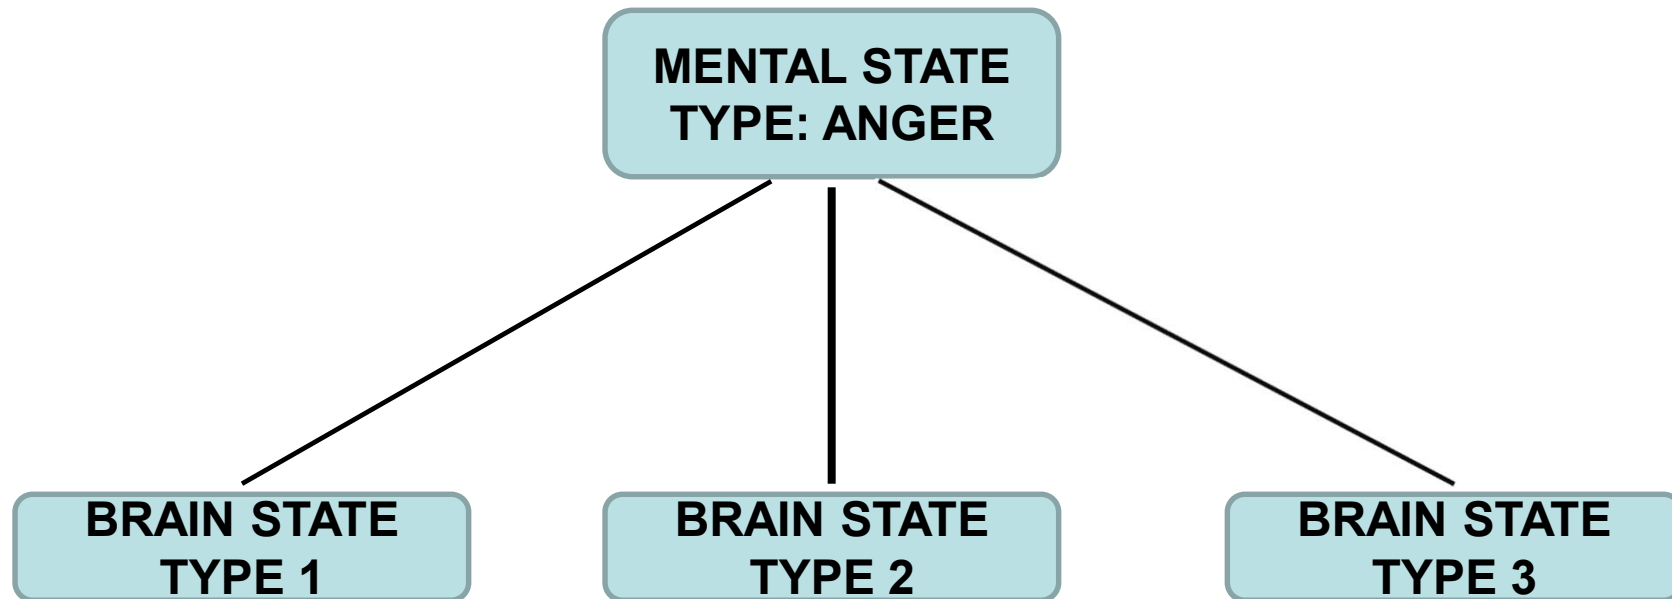 MENTAL STATE
TYPE: ANGER
BRAIN STATE
TYPE 1
BRAIN STATE
TYPE 2
BRAIN STATE
TYPE 3